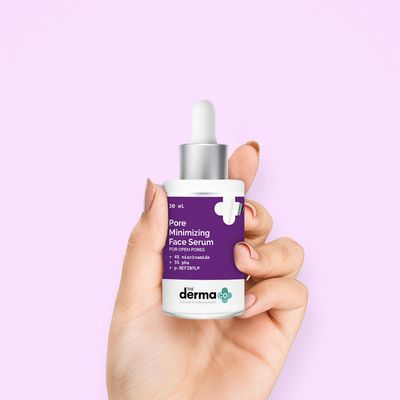 30 ml
Pore
Minimizing
Face Serum
FOR OPEN PORES
+ 4% niacinamide
+ 3% pha
+ p-REFINYL®
THE
derma co